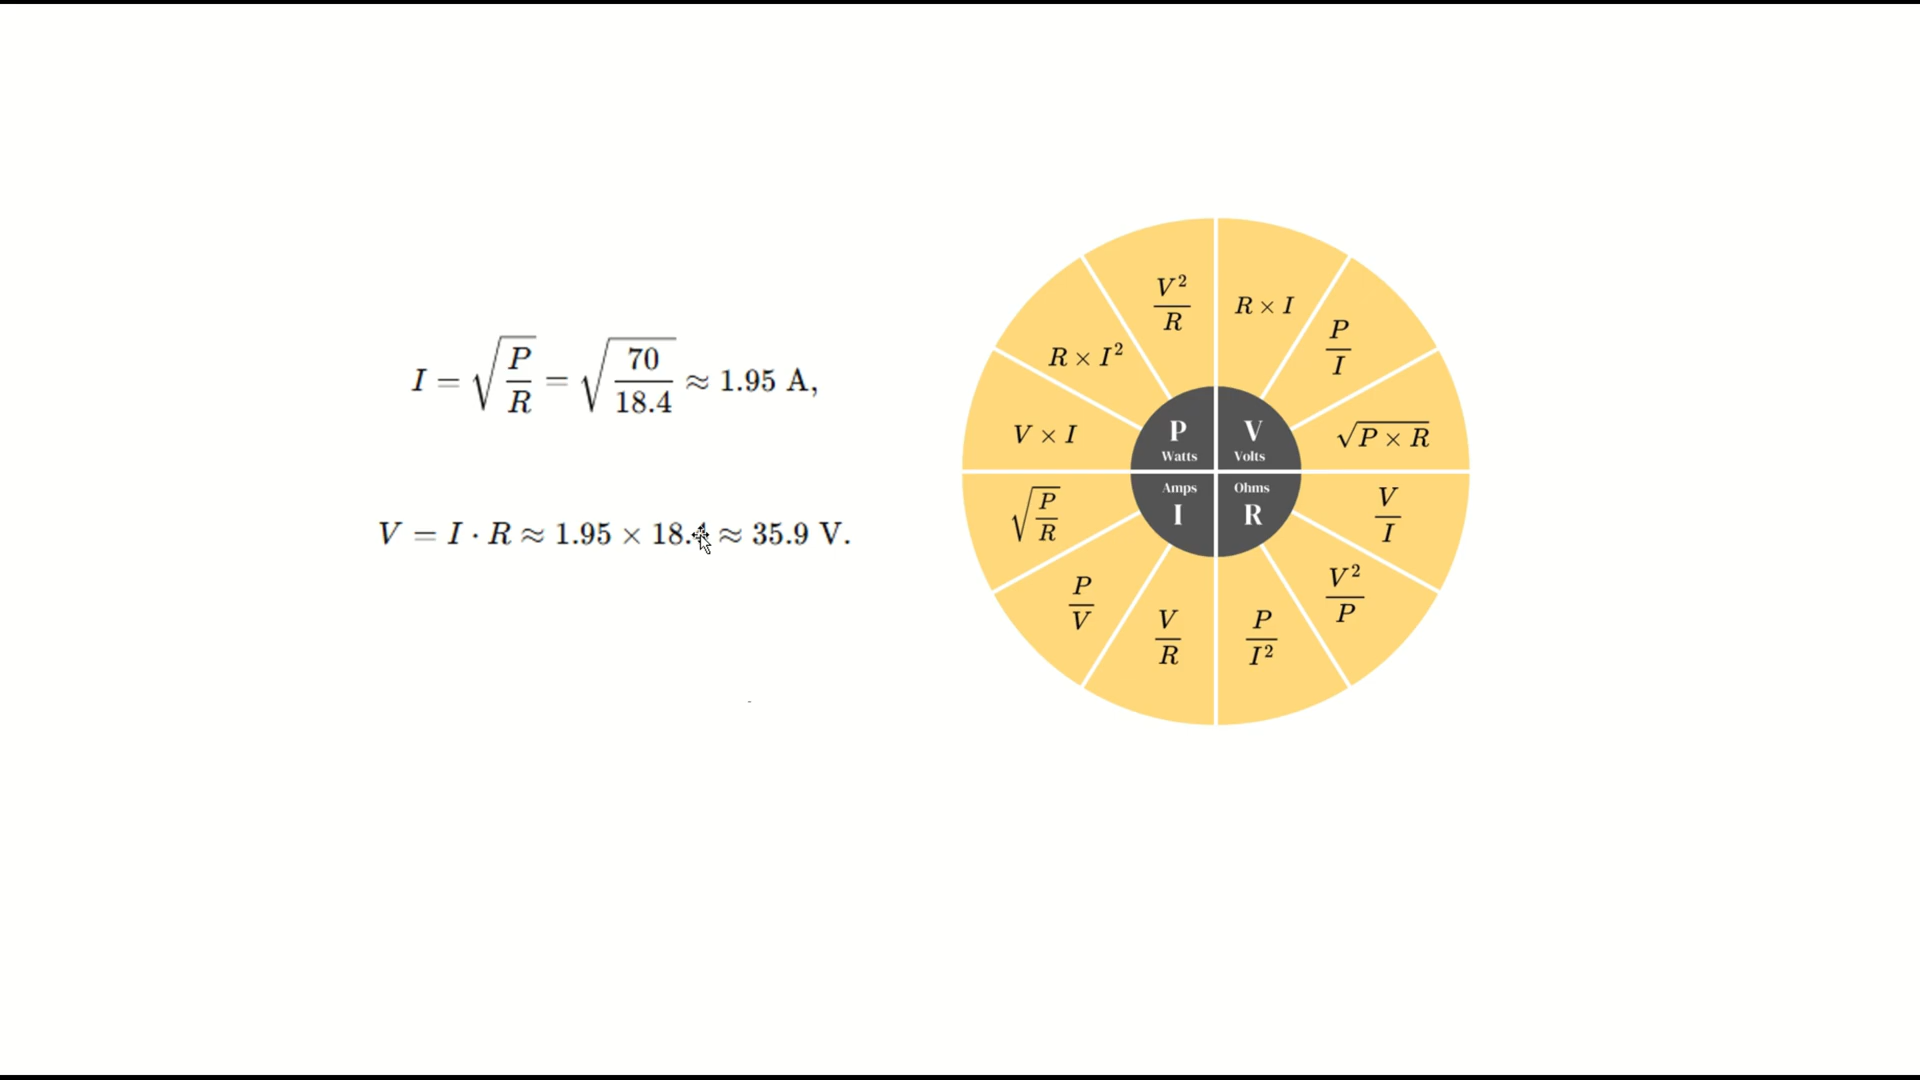 I = √(P/R) = √(70/18.4) ≈ 1.95 A,
V = I · R ≈ 1.95 × 18.4 ≈ 35.9 V.
V²/R
R × I
R × I²
P/I
V × I
√(P × R)
P
Watts
V
Volts
Amps
I
Ohms
R
√(P/R)
V/I
P/V
V²/P
V/R
P/I²